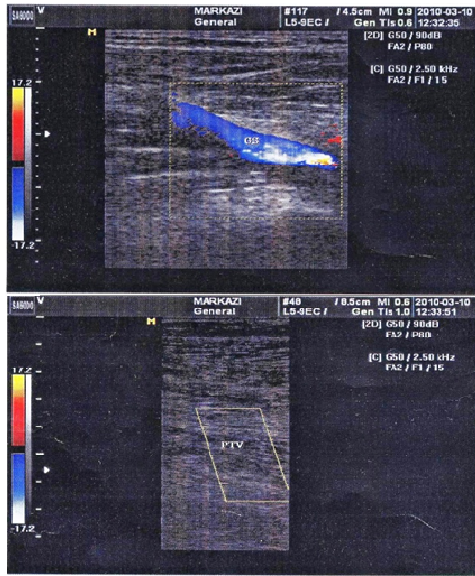 SA8000
V
MARKAZI
General
#117 / 4.5cm MI 0.9 2010-03-10
L5-9EC / Gen TIs 0.6 12:32:35
M
[2D] G50 / 90dB
FA2 / P80
[C] G50 / 2.50 kHz
FA2 / F1 / 15
17.2
-17.2
SA8000
V
MARKAZI
General
#48 / 8.5cm MI 0.6 2010-03-10
L5-9EC / Gen TIs 1.0 12:33:51
M
[2D] G50 / 90dB
FA2 / P80
[C] G50 / 2.50 kHz
FA2 / F1 / 15
17.2
PTV
-17.2